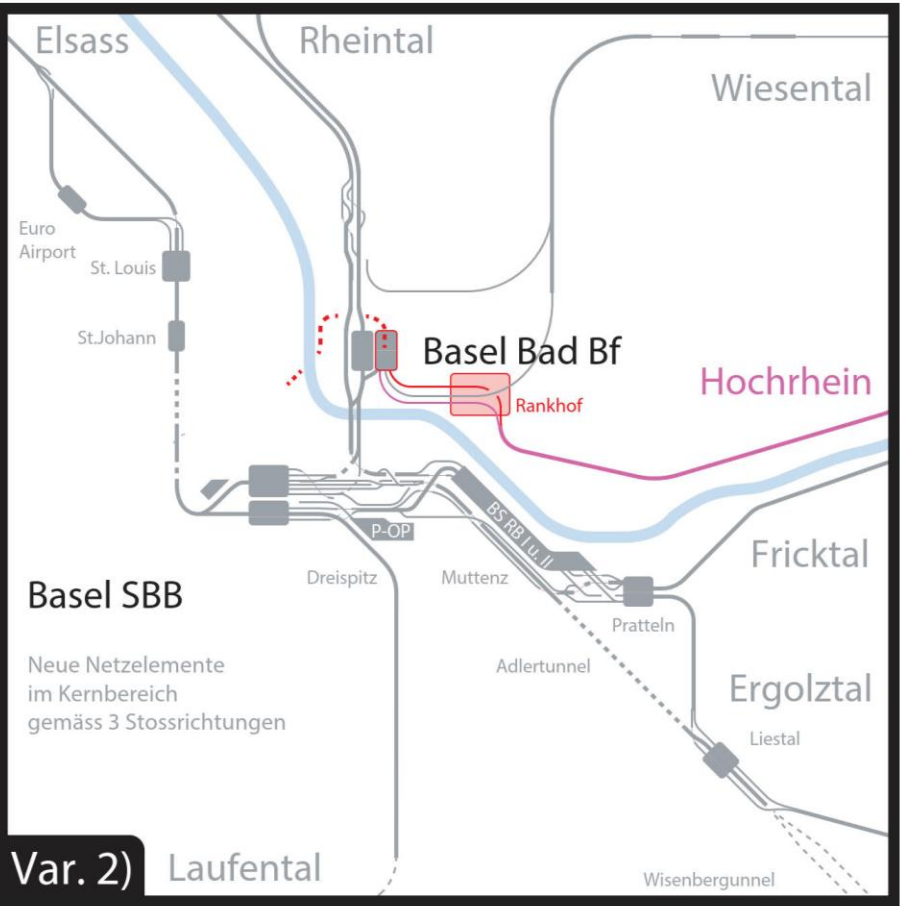 Elsass
Rheintal
Wiesental
Euro
Airport
St. Louis
St.Johann
Basel Bad Bf
Hochrhein
Rankhof
P-OP
BS RB I u. II
Fricktal
Dreispitz
Muttenz
Basel SBB
Pratteln
Neue Netzelemente
im Kernbereich
gemäss 3 Stossrichtungen
Adlertunnel
Ergolztal
Liestal
Var. 2)
Laufental
Wisenbergunnel